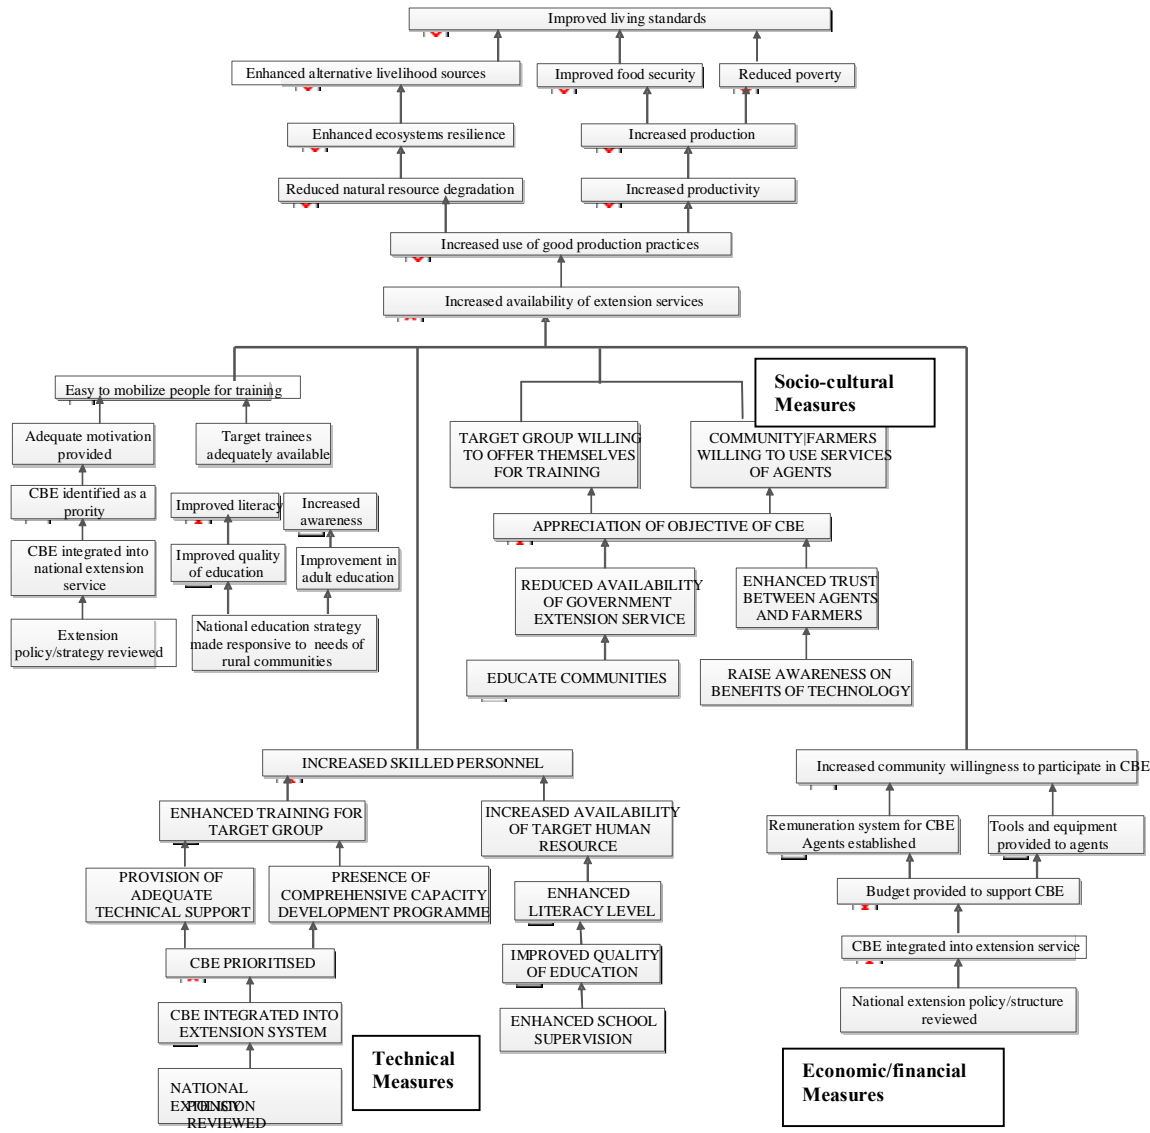 Improved living standards
Enhanced alternative livelihood sources
Improved food security
Reduced poverty
Enhanced ecosystems resilience
Increased production
Reduced natural resource degradation
Increased productivity
Increased use of good production practices
Increased availability of extension services
Easy to mobilize people for training
Socio-cultural
Measures
Adequate motivation
provided
Target trainees
adequately available
TARGET GROUP WILLING
TO OFFER THEMSELVES
FOR TRAINING
COMMUNITY|FARMERS
WILLING TO USE SERVICES
OF AGENTS
CBE identified as a
prority
Improved literacy
Increased
awareness
APPRECIATION OF OBJECTIVE OF CBE
CBE integrated into
national extension
service
Improved quality
of education
Improvement in
adult education
REDUCED AVAILABILITY
OF GOVERNMENT
EXTENSION SERVICE
ENHANCED TRUST
BETWEEN AGENTS
AND FARMERS
Extension
policy/strategy reviewed
National education strategy
made responsive to needs of
rural communities
EDUCATE COMMUNITIES
RAISE AWARENESS ON
BENEFITS OF TECHNOLOGY
INCREASED SKILLED PERSONNEL
Increased community willingness to participate in CBE
ENHANCED TRAINING FOR
TARGET GROUP
INCREASED AVAILABILITY
OF TARGET HUMAN
RESOURCE
Remuneration system for CBE
Agents established
Tools and equipment
provided to agents
PROVISION OF
ADEQUATE
TECHNICAL SUPPORT
PRESENCE OF
COMPREHENSIVE CAPACITY
DEVELOPMENT PROGRAMME
ENHANCED
LITERACY LEVEL
Budget provided to support CBE
CBE PRIORITISED
IMPROVED QUALITY
OF EDUCATION
CBE integrated into extension service
CBE INTEGRATED INTO
EXTENSION SYSTEM
ENHANCED SCHOOL
SUPERVISION
National extension policy/structure
reviewed
Technical
Measures
Economic/financial
Measures
NATIONAL
EXTENSION
POLICY
REVIEWED